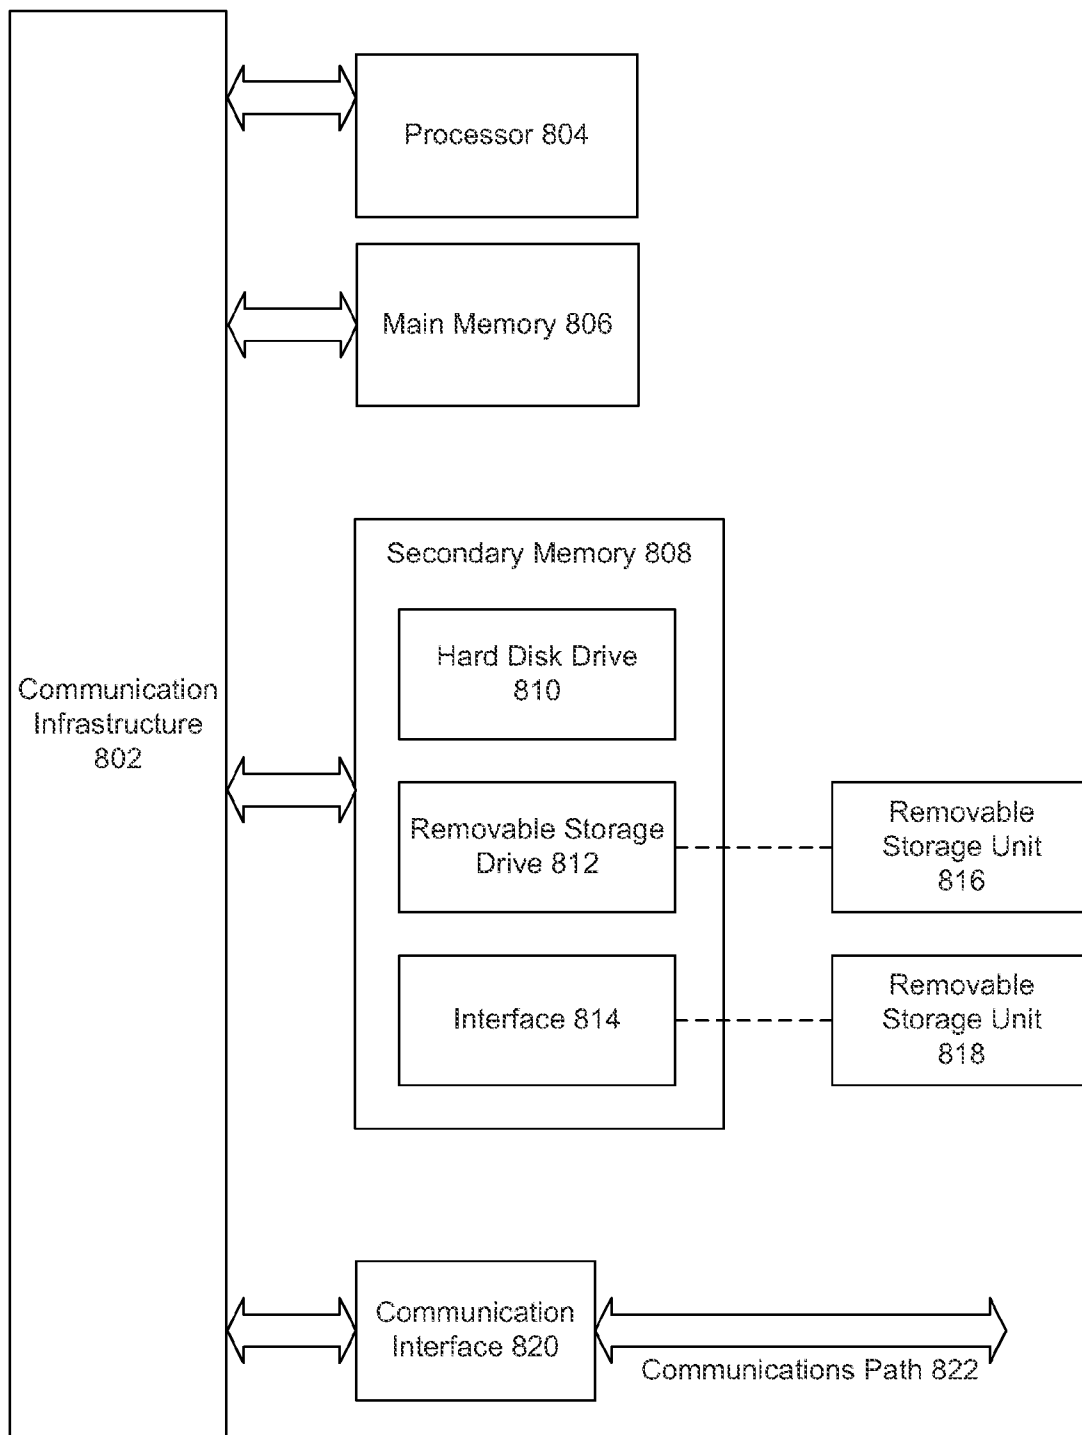 Processor 804
Main Memory 806
Secondary Memory 808
Hard Disk Drive
810
Communication
Infrastructure
802
Removable Storage
Drive 812
Removable
Storage Unit
816
Interface 814
Removable
Storage Unit
818
Communication
Interface 820
Communications Path 822